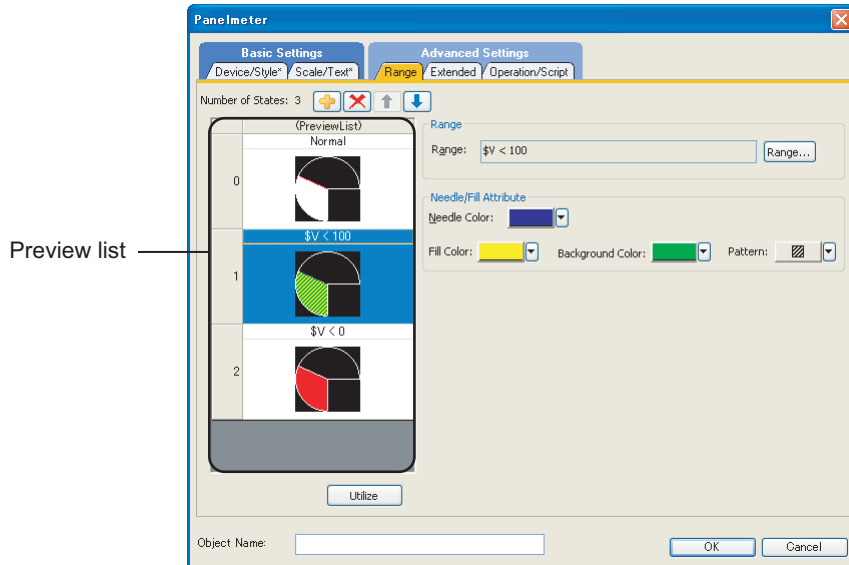 Panelmeter
Basic Settings
Advanced Settings
Device/Style* Scale/Text* Range Extended Operation/Script
Number of States: 3
(PreviewList)
Normal
0
$V < 100
1
$V < 0
2
Utilize
Range
Range: $V < 100 Range...
Needle/Fill Attribute
Needle Color:
Fill Color: Background Color: Pattern:
Preview list
Object Name:
OK Cancel